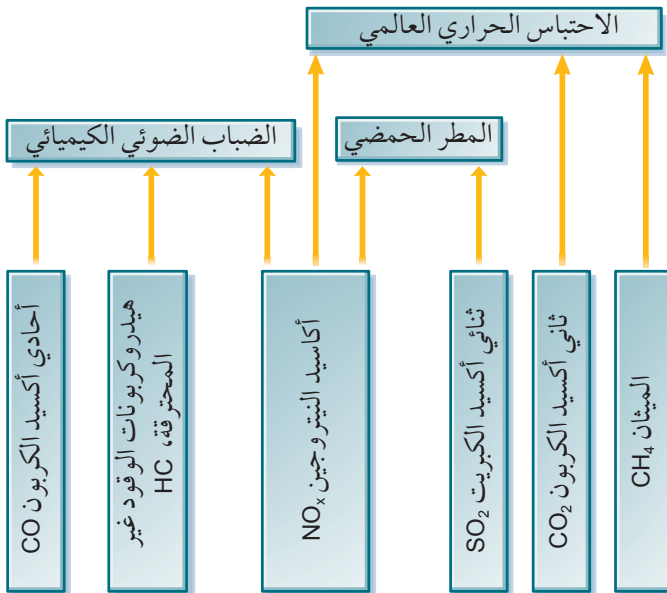 الاحتباس الحراري العالمي
المطر الحمضي
الضباب الضوئي الكيميائي
الميثان CH₄
ثاني أكسيد الكربون CO₂
ثنائي أكسيد الكبريت SO₂
أكاسيد النيتروجين NOₓ
هيدروكربونات الوقود غير
المحترقة، HC
أحادي أكسيد الكربون CO